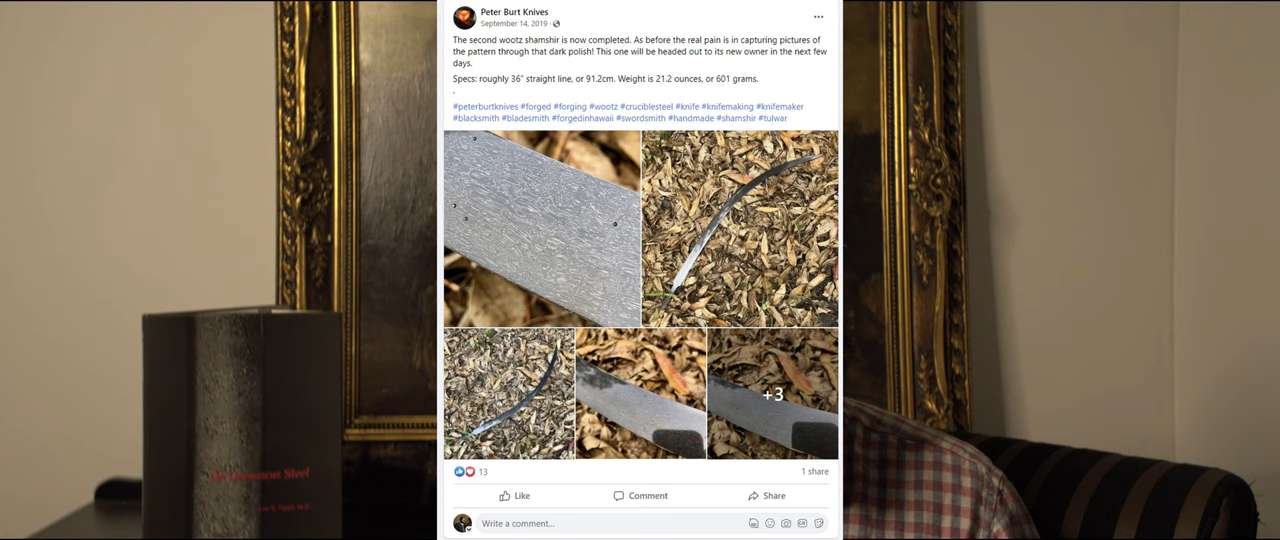 Peter Burt Knives
September 14, 2019 ·
The second wootz shamshir is now completed. As before the real pain is in capturing pictures of
the pattern through that dark polish! This one will be headed out to its new owner in the next few
days.
Specs: roughly 36" straight line, or 91.2cm. Weight is 21.2 ounces, or 601 grams.
.
#peterburtknives #forged #forging #wootz #cruciblesteel #knife #knifemaking #knifemaker
#blacksmith #bladesmith #forgedinhawaii #swordsmith #handmade #shamshir #tulwar
+3
13
1 share
Like
Comment
Share
Write a comment...
GIF
Damascus Steel
M.D.